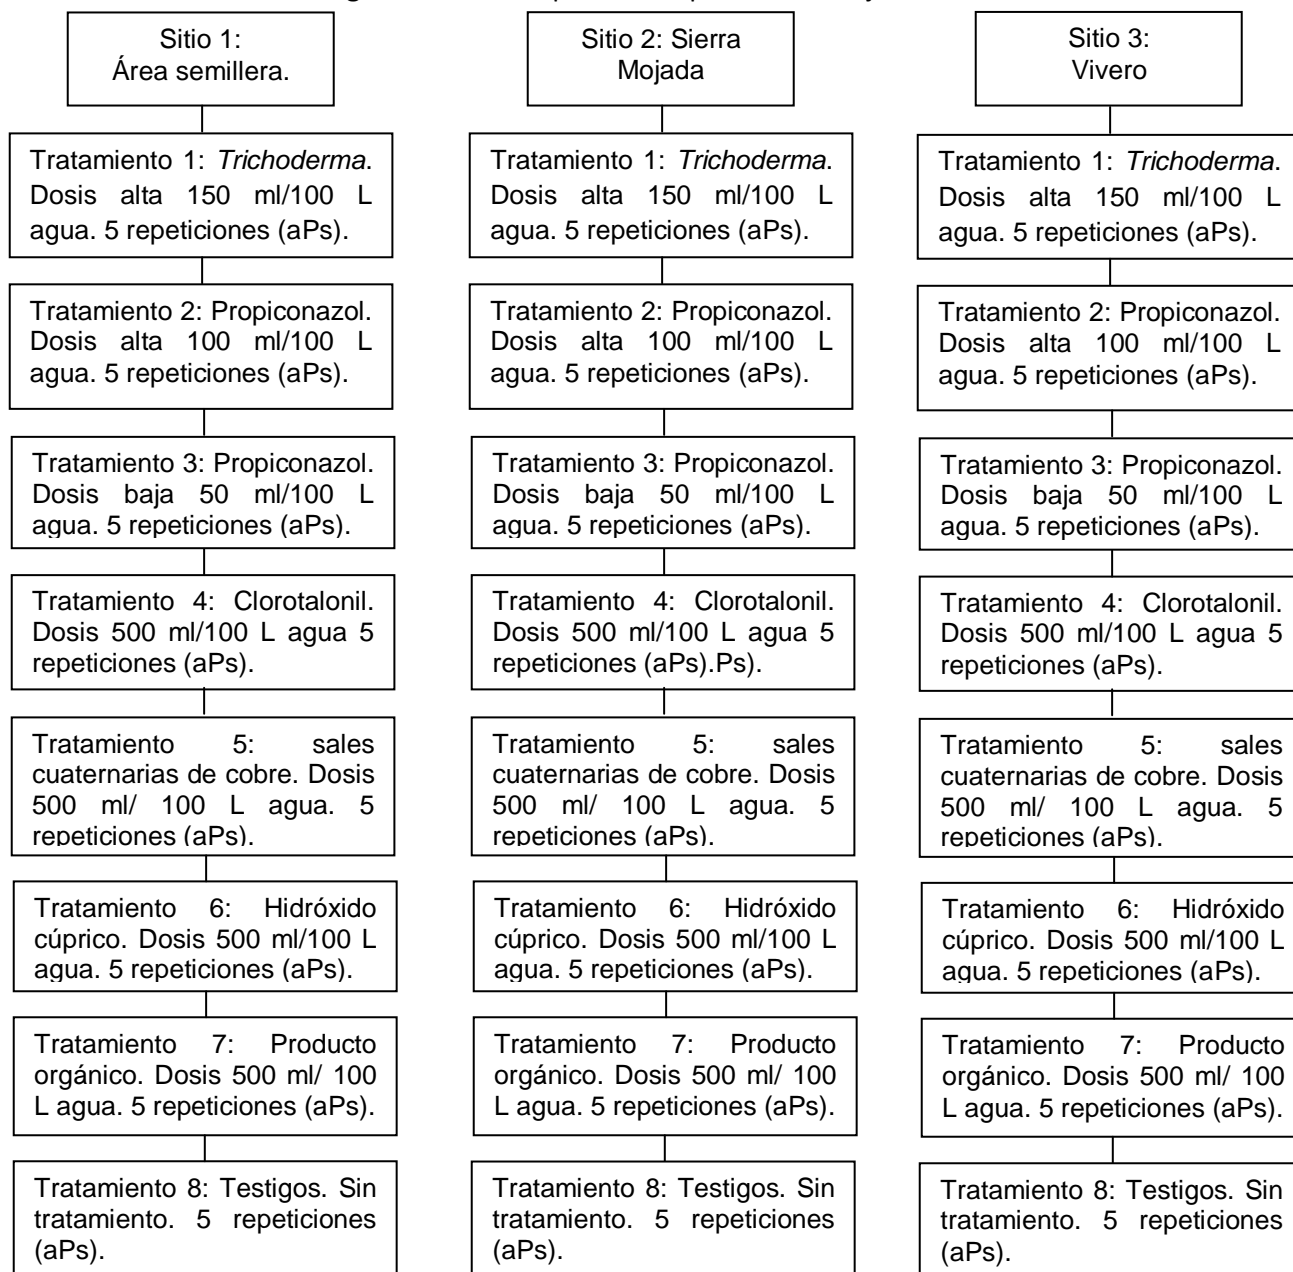 Sitio 1:
Área semillera.
Tratamiento 1: Trichoderma.
Dosis alta 150 ml/100 L
agua. 5 repeticiones (aPs).
Tratamiento 2: Propiconazol.
Dosis alta 100 ml/100 L
agua. 5 repeticiones (aPs).
Tratamiento 3: Propiconazol.
Dosis baja 50 ml/100 L
agua. 5 repeticiones (aPs).
Tratamiento 4: Clorotalonil.
Dosis 500 ml/100 L agua 5
repeticiones (aPs).
Tratamiento 5: sales
cuaternarias de cobre. Dosis
500 ml/ 100 L agua. 5
repeticiones (aPs).
Tratamiento 6: Hidróxido
cúprico. Dosis 500 ml/100 L
agua. 5 repeticiones (aPs).
Tratamiento 7: Producto
orgánico. Dosis 500 ml/ 100
L agua. 5 repeticiones (aPs).
Tratamiento 8: Testigos. Sin
tratamiento. 5 repeticiones
(aPs).
Sitio 2: Sierra
Mojada
Tratamiento 1: Trichoderma.
Dosis alta 150 ml/100 L
agua. 5 repeticiones (aPs).
Tratamiento 2: Propiconazol.
Dosis alta 100 ml/100 L
agua. 5 repeticiones (aPs).
Tratamiento 3: Propiconazol.
Dosis baja 50 ml/100 L
agua. 5 repeticiones (aPs).
Tratamiento 4: Clorotalonil.
Dosis 500 ml/100 L agua 5
repeticiones (aPs).Ps).
Tratamiento 5: sales
cuaternarias de cobre. Dosis
500 ml/ 100 L agua. 5
repeticiones (aPs).
Tratamiento 6: Hidróxido
cúprico. Dosis 500 ml/100 L
agua. 5 repeticiones (aPs).
Tratamiento 7: Producto
orgánico. Dosis 500 ml/ 100
L agua. 5 repeticiones (aPs).
Tratamiento 8: Testigos. Sin
tratamiento. 5 repeticiones
(aPs).
Sitio 3:
Vivero
Tratamiento 1: Trichoderma.
Dosis alta 150 ml/100 L
agua. 5 repeticiones (aPs).
Tratamiento 2: Propiconazol.
Dosis alta 100 ml/100 L
agua. 5 repeticiones (aPs).
Tratamiento 3: Propiconazol.
Dosis baja 50 ml/100 L
agua. 5 repeticiones (aPs).
Tratamiento 4: Clorotalonil.
Dosis 500 ml/100 L agua 5
repeticiones (aPs).
Tratamiento 5: sales
cuaternarias de cobre. Dosis
500 ml/ 100 L agua. 5
repeticiones (aPs).
Tratamiento 6: Hidróxido
cúprico. Dosis 500 ml/100 L
agua. 5 repeticiones (aPs).
Tratamiento 7: Producto
orgánico. Dosis 500 ml/ 100
L agua. 5 repeticiones (aPs).
Tratamiento 8: Testigos. Sin
tratamiento. 5 repeticiones
(aPs).